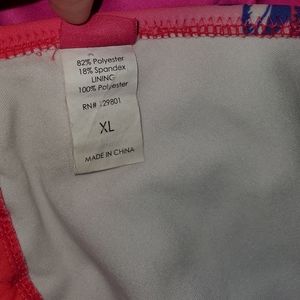 82% Polyester
18% Spandex
LINING
100% Polyester
RN# 129801
XL
MADE IN CHINA